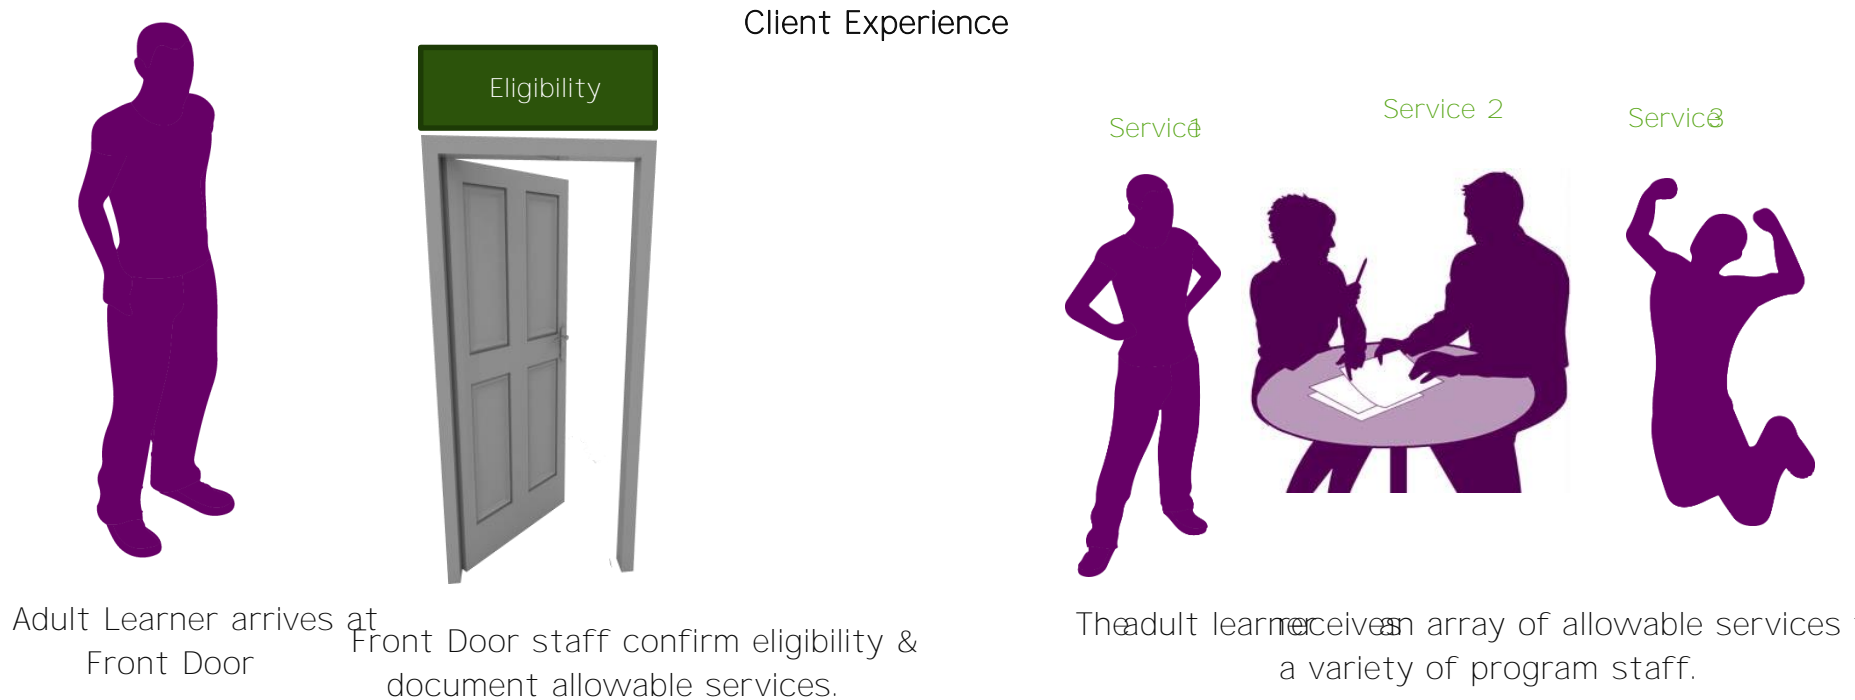 Client Experience
Eligibility
Service 1
Service 2
Service 3
Adult Learner arrives at
Front Door
Front Door staff confirm eligibility &
document allowable services.
The adult learner receives an array of allowable services
a variety of program staff.